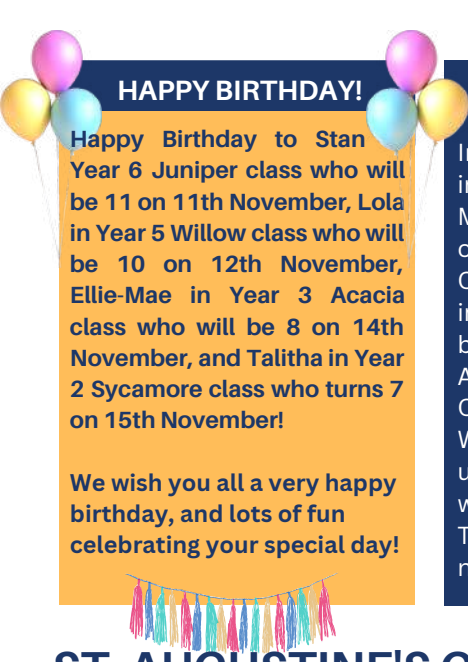 HAPPY BIRTHDAY!
Happy Birthday to Stan
Year 6 Juniper class who will
be 11 on 11th November, Lola
in Year 5 Willow class who will
be 10 on 12th November,
Ellie-Mae in Year 3 Acacia
class who will be 8 on 14th
November, and Talitha in Year
2 Sycamore class who turns 7
on 15th November!
We wish you all a very happy
birthday, and lots of fun
celebrating your special day!
ST. AUGUSTINE'S